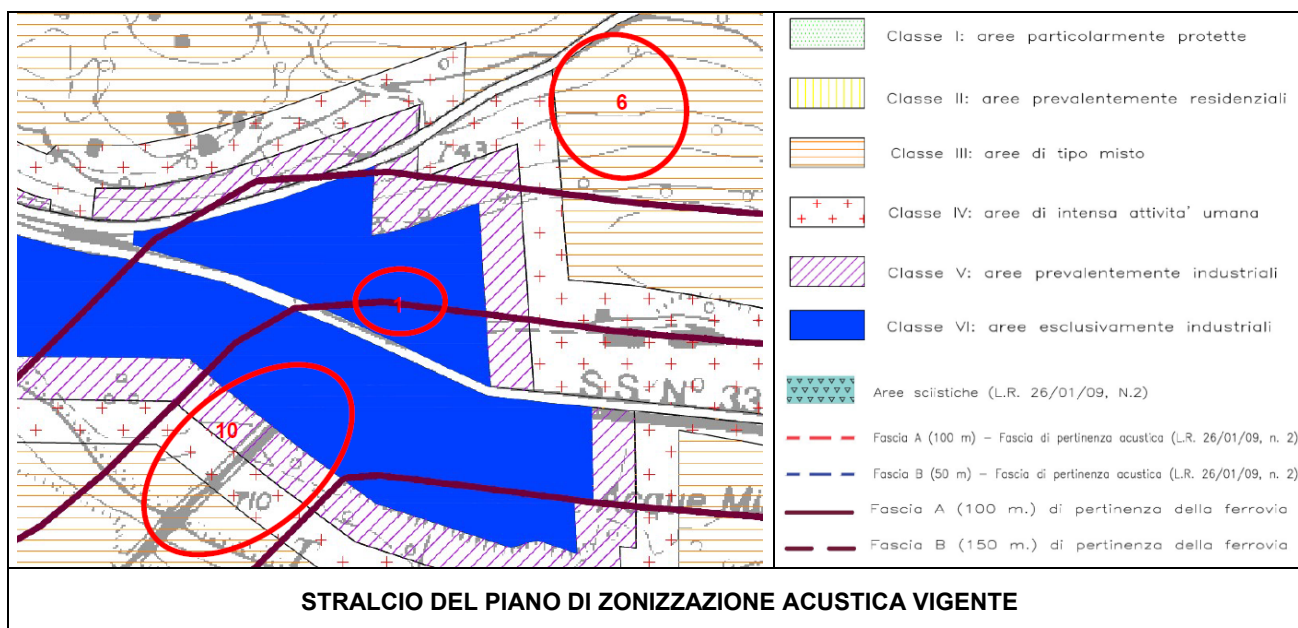 6
743
1
S.S. N° 33
10
710
Acque Mi
Classe I: aree particolarmente protette
Classe II: aree prevalentemente residenziali
Classe III: aree di tipo misto
Classe IV: aree di intensa attivita' umana
Classe V: aree prevalentemente industriali
Classe VI: aree esclusivamente industriali
Aree sciistiche (L.R. 26/01/09, N.2)
Fascia A (100 m) – Fascia di pertinenza acustica (L.R. 26/01/09, n. 2)
Fascia B (50 m) – Fascia di pertinenza acustica (L.R. 26/01/09, n. 2)
Fascia A (100 m.) di pertinenza della ferrovia
Fascia B (150 m.) di pertinenza della ferrovia
STRALCIO DEL PIANO DI ZONIZZAZIONE ACUSTICA VIGENTE